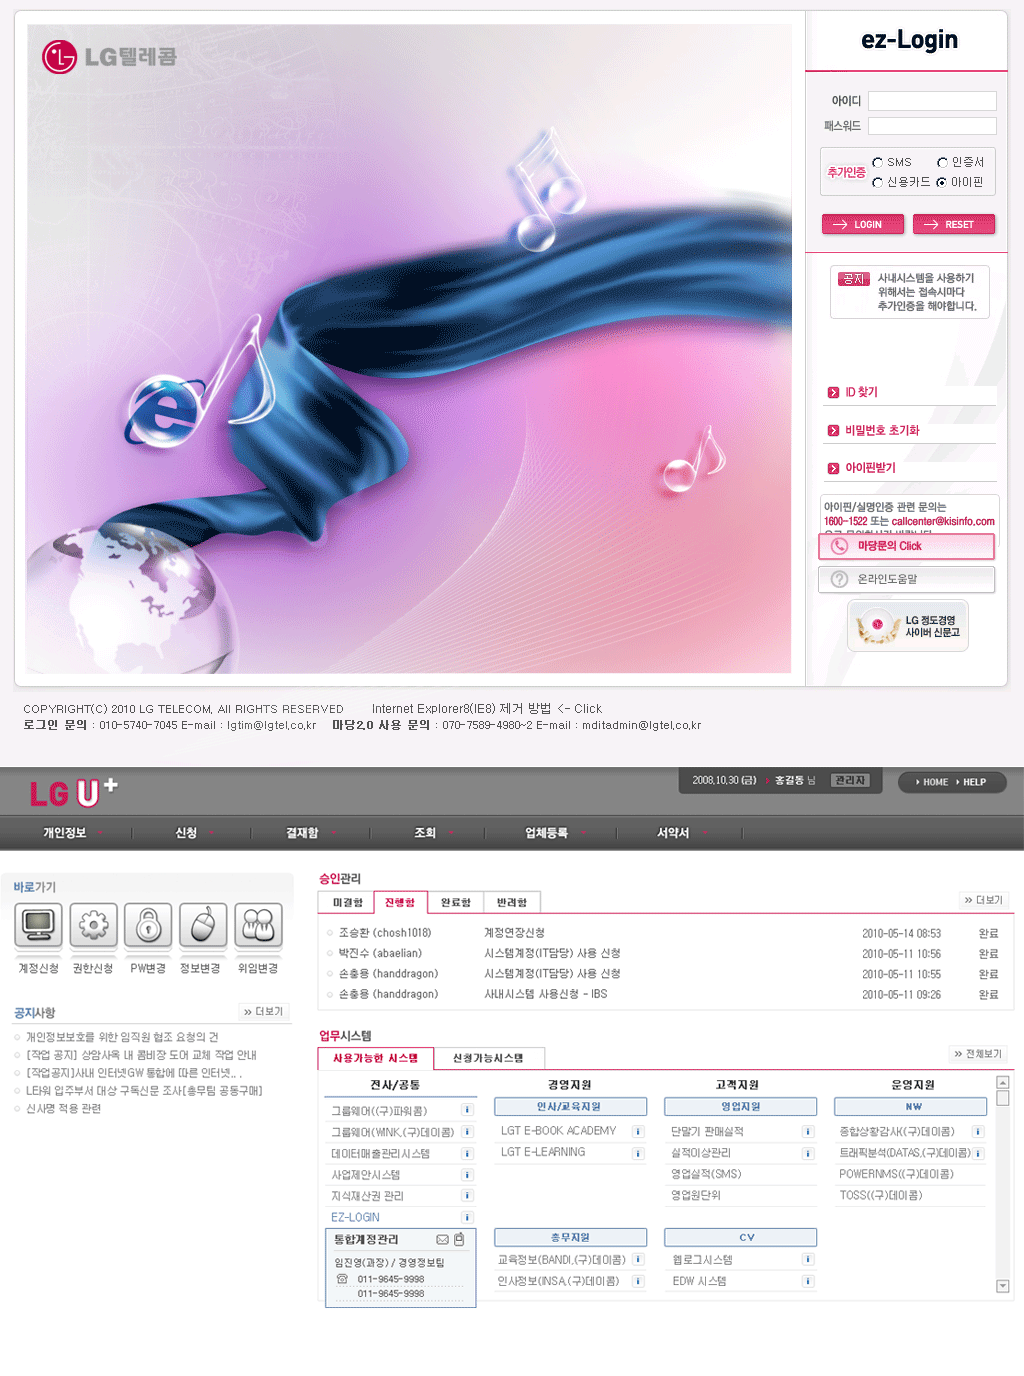 LG텔레콤
ez-Login
아이디
패스워드
추가인증
SMS 인증서
신용카드 아이핀
LOGIN RESET
공지 사내시스템을 사용하기
위해서는 접속시마다
추가인증을 해야합니다.
ID 찾기
비밀번호 초기화
아이핀받기
아이핀/실명인증 관련 문의는
1600-1522 또는 callcenter@kisinfo.com
마당문의 Click
온라인도움말
LG 정도경영
사이버 신문고
COPYRIGHT(C) 2010 LG TELECOM, All RIGHTS RESERVED Internet Explorer8(IE8) 제거 방법 <- Click
로그인 문의 : 010-5740-7045 E-mail : lgtim@lgtel.co.kr 마당2.0 사용 문의 : 070-7589-4980~2 E-mail : mditadmin@lgtel.co.kr
LG U+
2008.10.30 (금) 홍길동 님 관리자 HOME HELP
개인정보 신청 결재함 조회 업체등록 서약서
바로가기
계정신청 권한신청 PW변경 정보변경 위임변경
공지사항 >> 더보기
개인정보보호를 위한 임직원 협조 요청의 건
[작업 공지] 상암사옥 내 콤비장 도어 교체 작업 안내
[작업공지]사내 인터넷GW 통합에 따른 인터넷.. .
LE타워 입주부서 대상 구독신문 조사[총무팀 공동구매]
신사명 적용 관련
승인관리
미결함 진행함 완료함 반려함 >> 더보기
조승환 (chosh1018) 계정연장신청 2010-05-14 08:53 완료
박진수 (abaelian) 시스템계정(IT담당) 사용 신청 2010-05-11 10:56 완료
손충용 (handdragon) 시스템계정(IT담당) 사용 신청 2010-05-11 10:55 완료
손충용 (handdragon) 사내시스템 사용신청 - IBS 2010-05-11 09:26 완료
업무시스템
사용가능한 시스템 신청가능시스템 >> 전체보기
전사/공통 경영지원 고객지원 운영지원
인사/교육지원 영업지원 NW
그룹웨어((구)파워콤) LGT E-BOOK ACADEMY 단말기 판매실적 종합상황감시(구)데이콤)
그룹웨어(WINK,(구)데이콤) LGT E-LEARNING 실적이상관리 트래픽분석(DATAS,(구)데이콤)
데이터매출관리시스템 영업실적(SMS) POWERNMS((구)데이콤)
사업제안시스템 영업원단위 TOSS((구)데이콤)
지식재산권 관리
EZ-LOGIN
통합계정관리
임진영(과장) / 경영정보팀
011-9645-9998
011-9645-9998
총무지원 CV
교육정보(BANDI,(구)데이콤) 웹로그시스템
인사정보(INSA,(구)데이콤) EDW 시스템